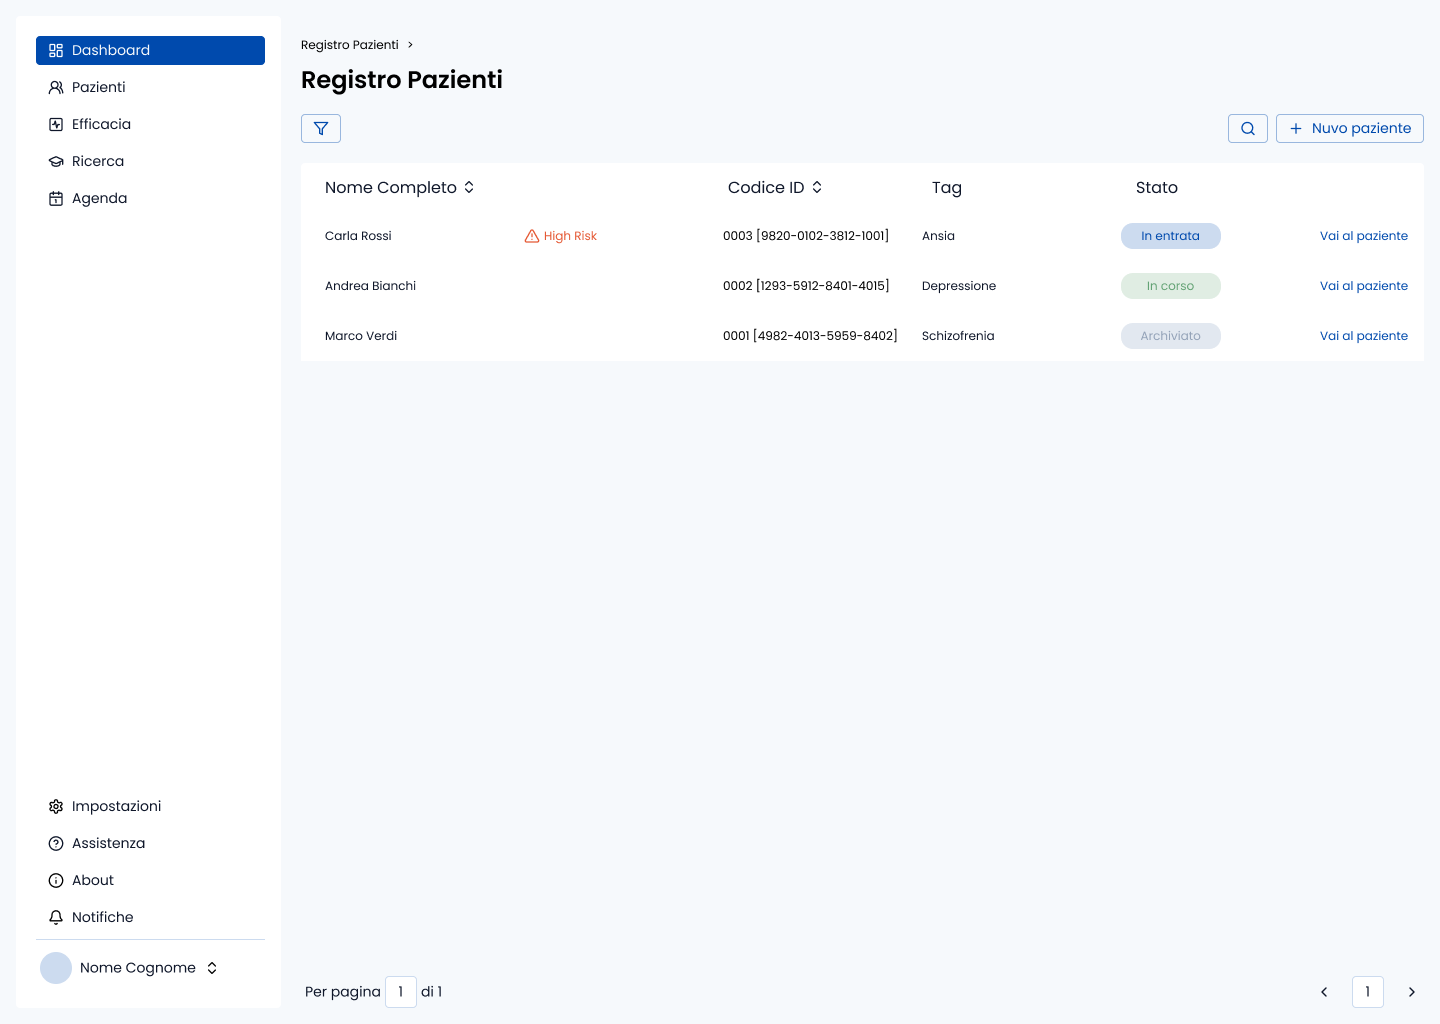 Dashboard
Pazienti
Efficacia
Ricerca
Agenda
Impostazioni
Assistenza
About
Notifiche
Nome Cognome
Registro Pazienti >
Registro Pazienti
Nuvo paziente
Nome Completo Codice ID Tag Stato
Carla Rossi High Risk 0003 [9820-0102-3812-1001] Ansia In entrata Vai al paziente
Andrea Bianchi 0002 [1293-5912-8401-4015] Depressione In corso Vai al paziente
Marco Verdi 0001 [4982-4013-5959-8402] Schizofrenia Archiviato Vai al paziente
Per pagina 1 di 1
1